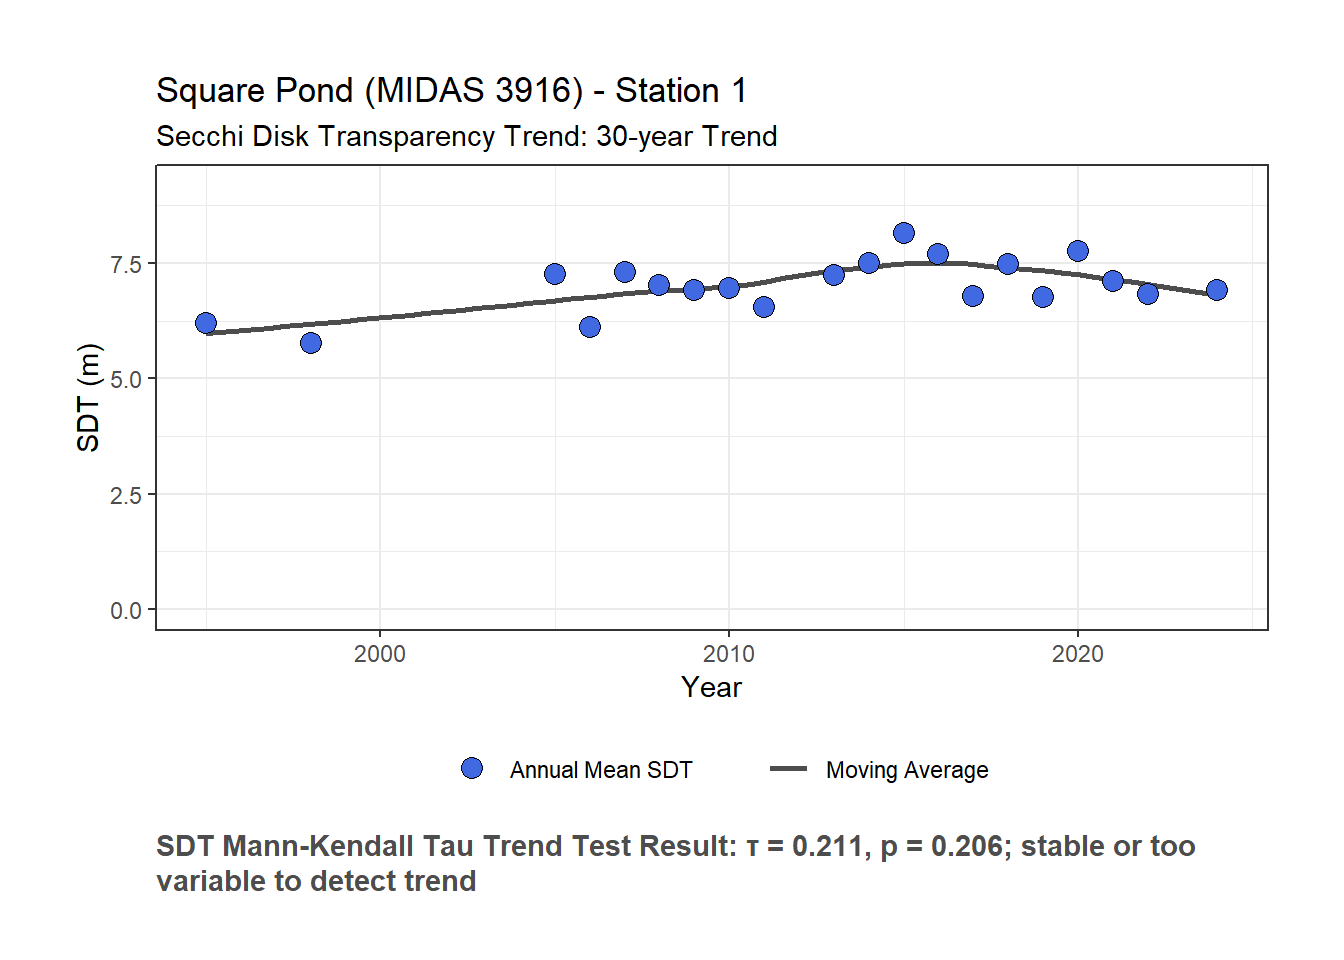 Square Pond (MIDAS 3916) - Station 1
Secchi Disk Transparency Trend: 30-year Trend
7.5
5.0
2.5
0.0
SDT (m)
2000 2010 2020
Year
Annual Mean SDT Moving Average
SDT Mann-Kendall Tau Trend Test Result: τ = 0.211, p = 0.206; stable or too
variable to detect trend